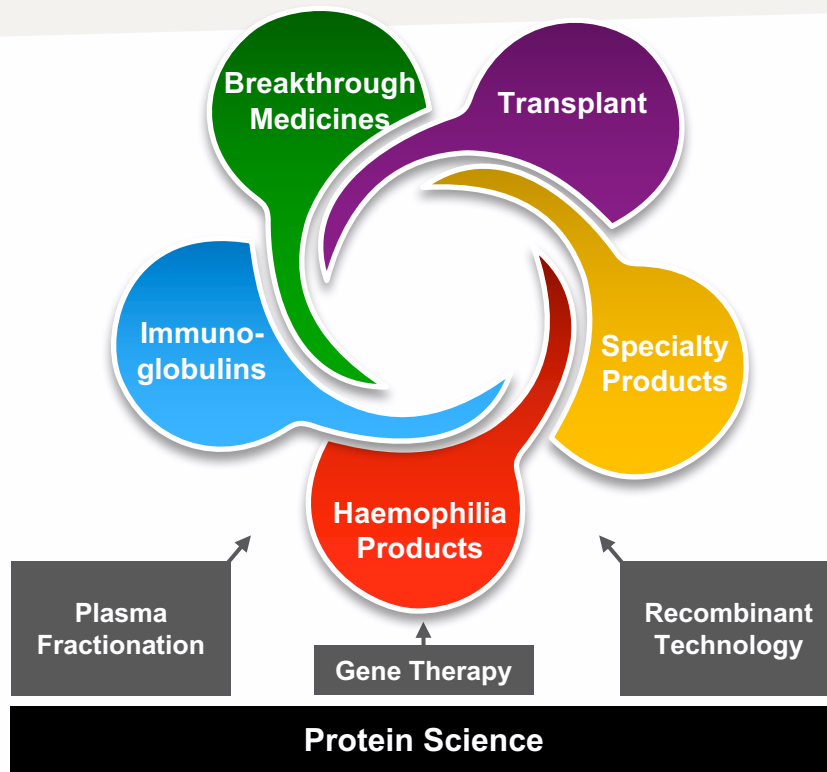 Breakthrough
Medicines
Transplant
Immuno-
globulins
Specialty
Products
Haemophilia
Products
Plasma
Fractionation
Gene Therapy
Recombinant
Technology
Protein Science